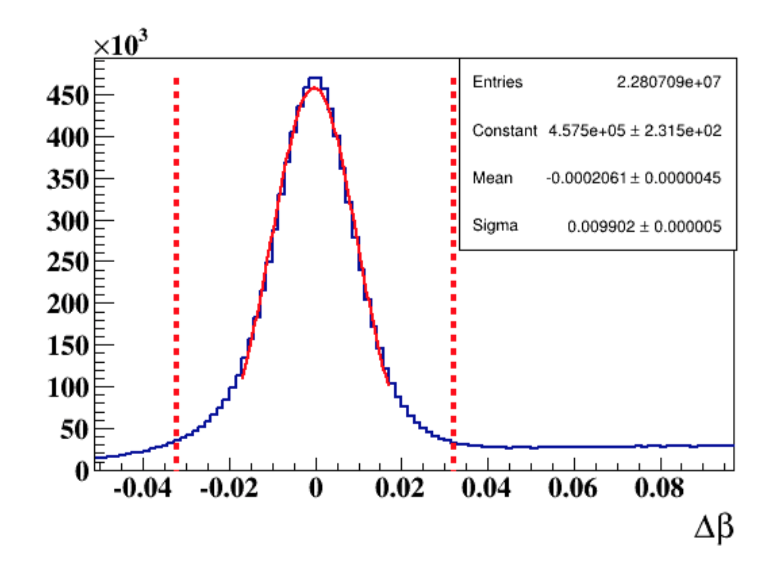 ×10³
450
400
350
300
250
200
150
100
50
0
-0.04 -0.02 0 0.02 0.04 0.06 0.08
Δβ
Entries 2.280709e+07
Constant 4.575e+05 ± 2.315e+02
Mean -0.0002061 ± 0.0000045
Sigma 0.009902 ± 0.000005